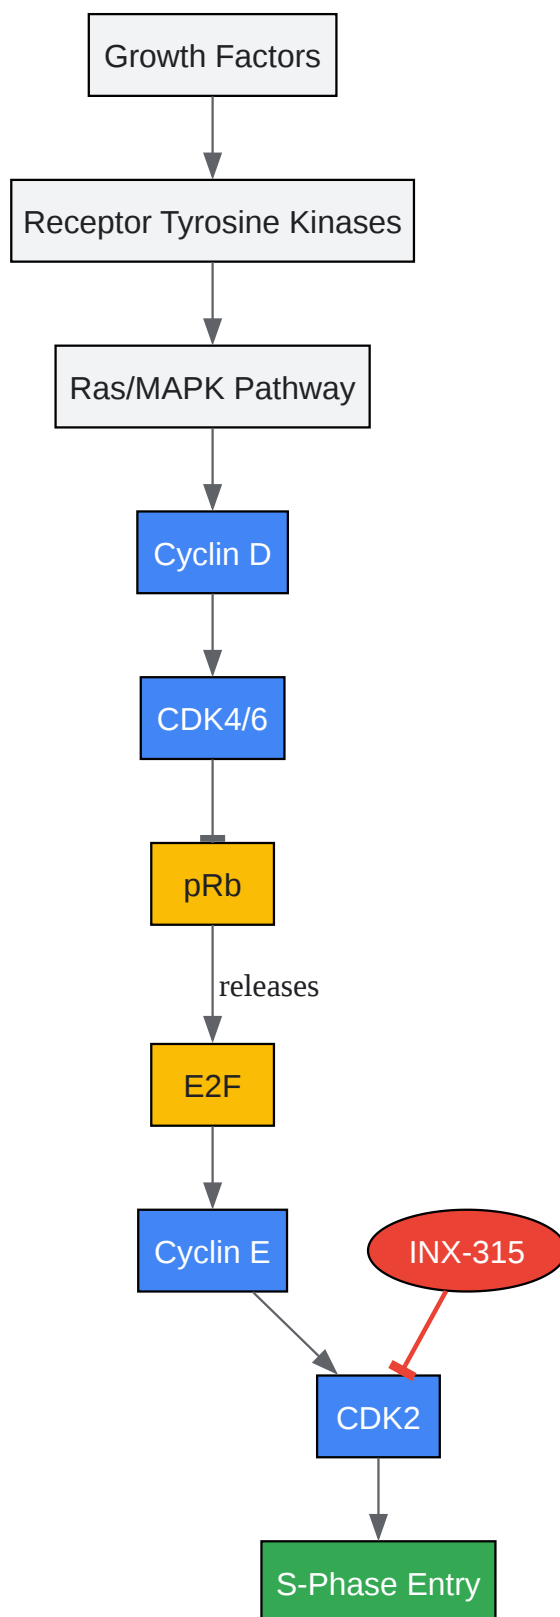 Growth Factors
Receptor Tyrosine Kinases
Ras/MAPK Pathway
Cyclin D
CDK4/6
pRb
releases
E2F
Cyclin E
INX-315
CDK2
S-Phase Entry